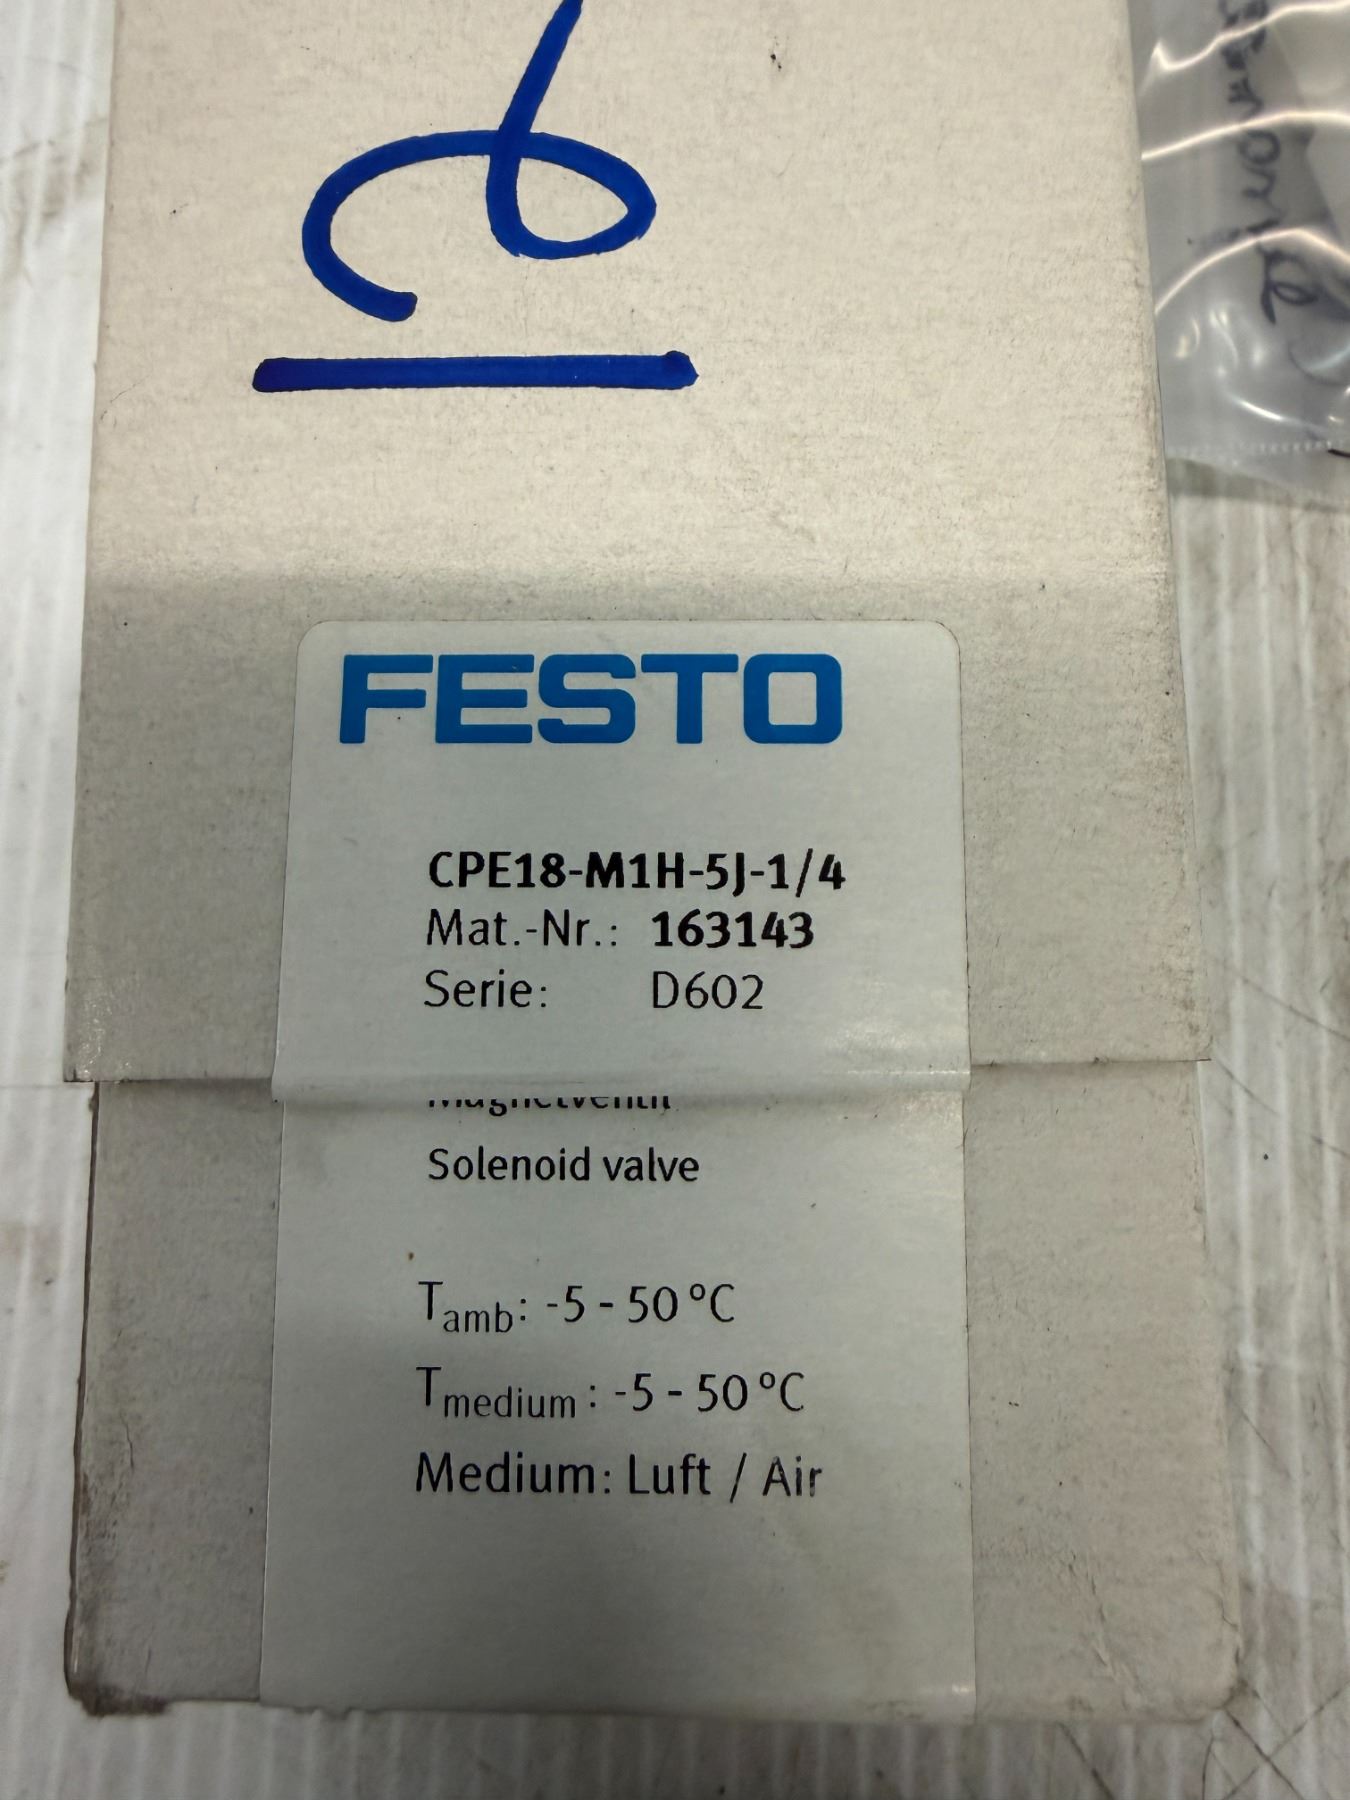 FESTO
CPE18-M1H-5J-1/4
Mat.-Nr.: 163143
Serie: D602
Magnetventil
Solenoid valve
Tamb: -5 - 50 °C
Tmedium : -5 - 50 °C
Medium: Luft / Air